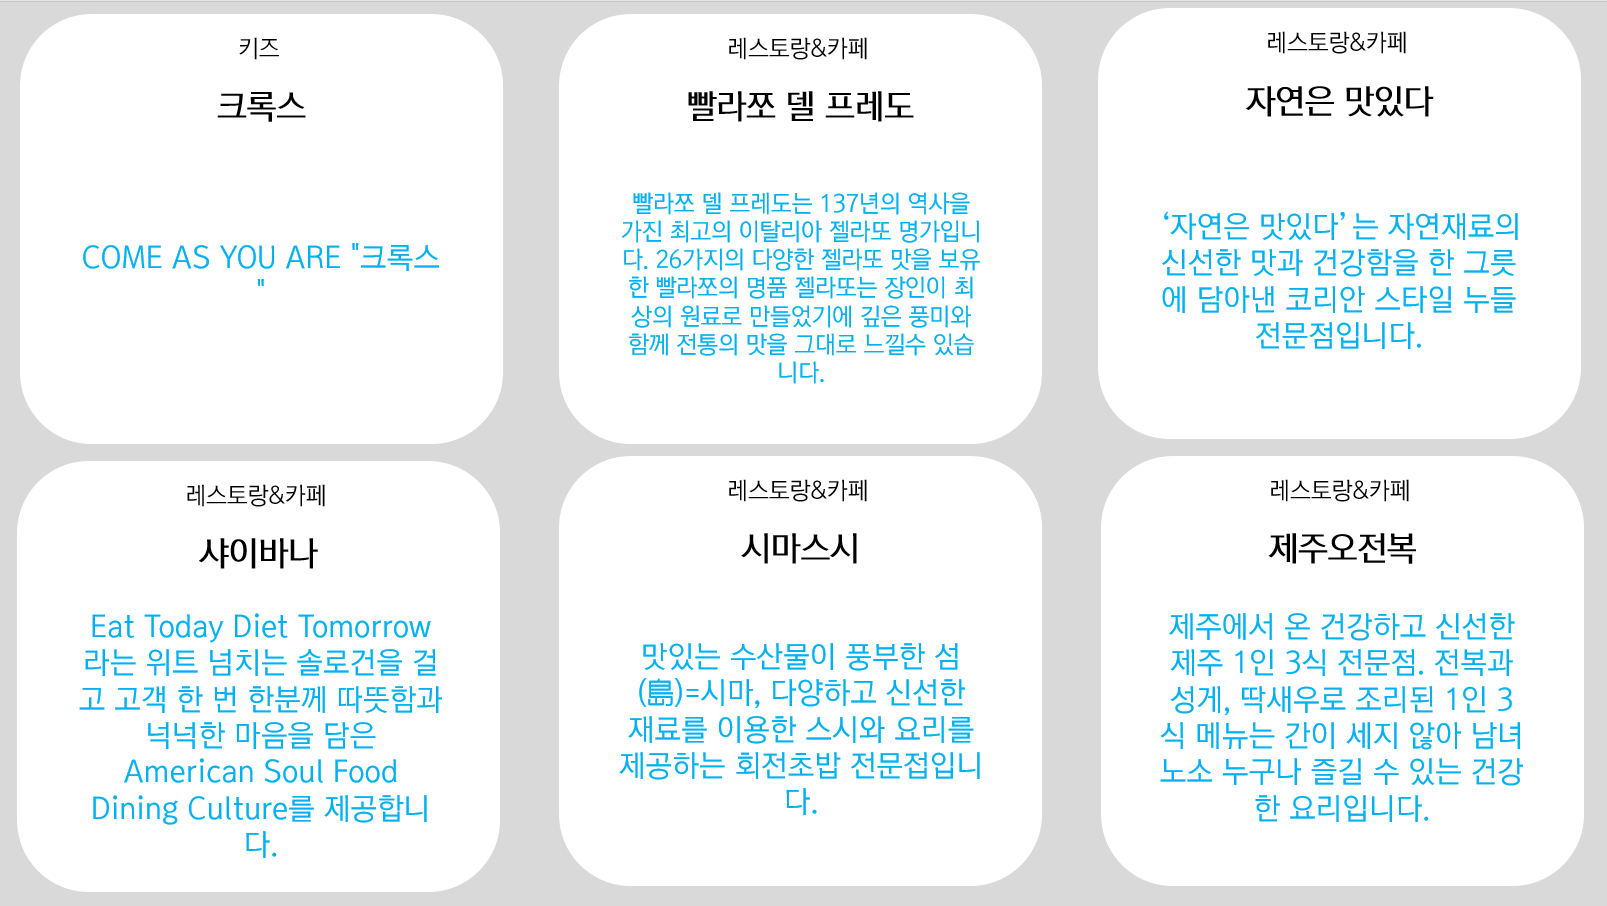 키즈
크록스
COME AS YOU ARE "크록스
"
레스토랑&카페
빨라쪼 델 프레도
빨라쪼 델 프레도는 137년의 역사을
가진 최고의 이탈리아 젤라또 명가입니
다. 26가지의 다양한 젤라또 맛을 보유
한 빨라쪼의 명품 젤라또는 장인이 최
상의 원료로 만들었기에 깊은 풍미와
함께 전통의 맛을 그대로 느낄수 있습
니다.
레스토랑&카페
자연은 맛있다
‘자연은 맛있다’는 자연재료의
신선한 맛과 건강함을 한 그릇
에 담아낸 코리안 스타일 누들
전문점입니다.
레스토랑&카페
샤이바나
Eat Today Diet Tomorrow
라는 위트 넘치는 솔로건을 걸
고 고객 한 번 한분께 따뜻함과
넉넉한 마음을 담은
American Soul Food
Dining Culture를 제공합니
다.
레스토랑&카페
시마스시
맛있는 수산물이 풍부한 섬
(島)=시마, 다양하고 신선한
재료를 이용한 스시와 요리를
제공하는 회전초밥 전문접입니
다.
레스토랑&카페
제주오전복
제주에서 온 건강하고 신선한
제주 1인 3식 전문점. 전복과
성게, 딱새우로 조리된 1인 3
식 메뉴는 간이 세지 않아 남녀
노소 누구나 즐길 수 있는 건강
한 요리입니다.